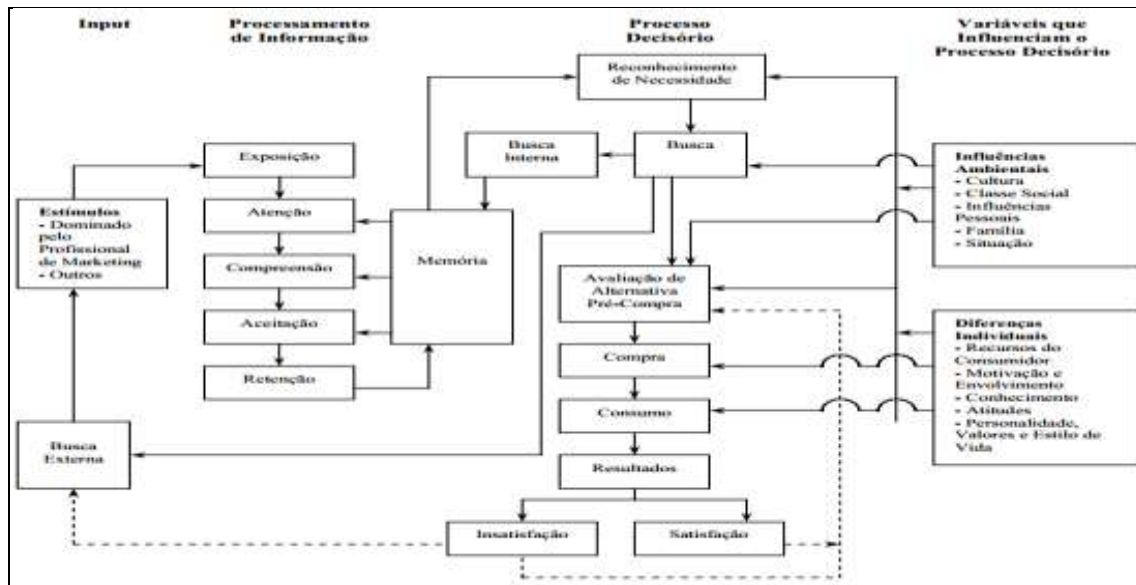 Input
Processamento
de Informação
Processo
Decisório
Variáveis que
Influenciam o
Processo Decisório
Reconhecimento
de Necessidade
Busca
Interna
Busca
Exposição
Atenção
Compreensão
Aceitação
Retenção
Memória
Estímulos
- Dominado
pelo
Profissional
de Marketing
- Outros
Busca
Externa
Avaliação de
Alternativa
Pré-Compra
Compra
Consumo
Resultados
Insatisfação
Satisfação
Influências
Ambientais
- Cultura
- Classe Social
- Influências
Pessoais
- Família
- Situação
Diferenças
Individuais
- Recursos do
Consumidor
- Motivação e
Envolvimento
- Conhecimento
- Atitudes
- Personalidade,
Valores e Estilo de
Vida